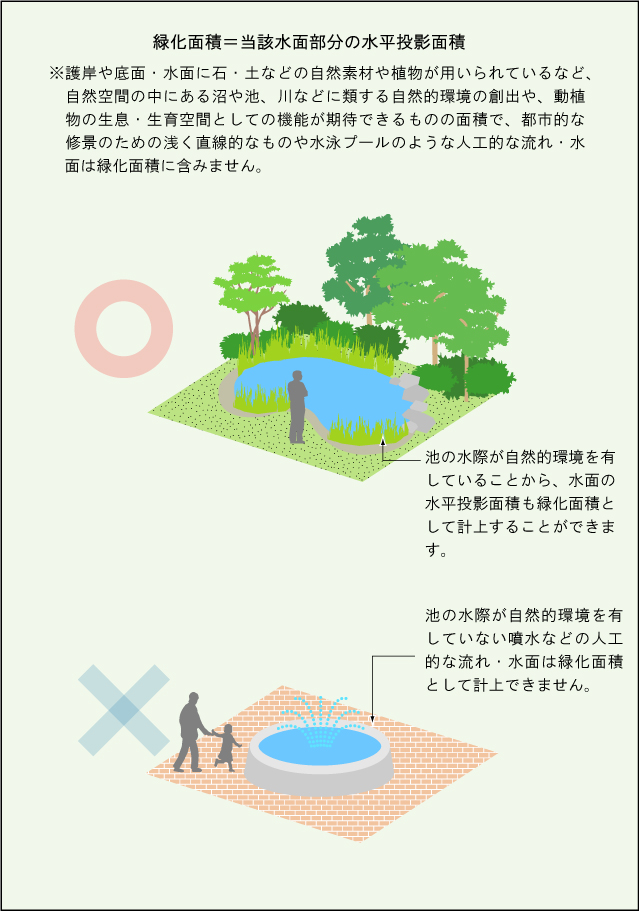 緑化面積＝当該水面部分の水平投影面積
※護岸や底面・水面に石・土などの自然素材や植物が用いられているなど、
自然空間の中にある沼や池、川などに類する自然的環境の創出や、動植
物の生息・生育空間としての機能が期待できるものの面積で、都市的な
修景のための浅く直線的なものや水泳プールのような人工的な流れ・水
面は緑化面積に含みません。
池の水際が自然的環境を有
していることから、水面の
水平投影面積も緑化面積と
して計上することができま
す。
池の水際が自然的環境を有
していない噴水などの人工
的な流れ・水面は緑化面積
として計上できません。